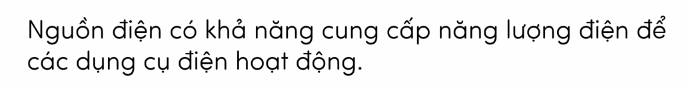 Nguồn điện có khả năng cung cấp năng lượng điện để
các dụng cụ điện hoạt động.